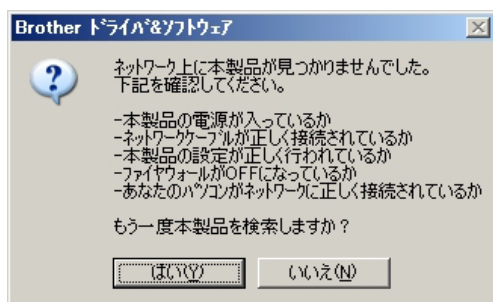 Brother ﾄﾞﾗｲﾊﾞ&ｿﾌﾄｳｪｱ
ネットワーク上に本製品が見つかりませんでした。
下記を確認してください。
-本製品の電源が入っているか
-ネットワークケーブルが正しく接続されているか
-本製品の設定が正しく行われているか
-ファイヤウォールがOFFになっているか
-あなたのパソコンがネットワークに正しく接続されているか
もう一度本製品を検索しますか？
はい(Y)
いいえ(N)